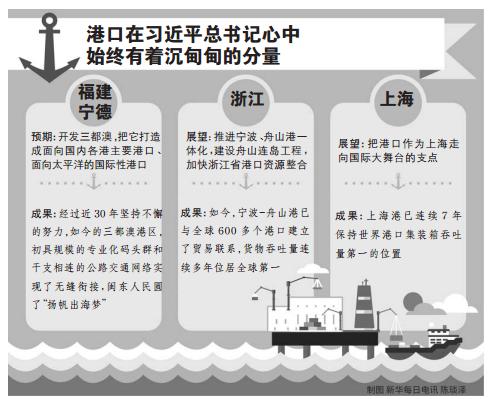 港口在习近平总书记心中
始终有着沉甸甸的分量
福建
宁德
预期：开发三都澳，把它打造
成面向国内各港主要港口、
面向太平洋的国际性港口
成果：经过近30年坚持不懈
的努力，如今的三都澳港区，
初具规模的专业化码头群和
干支相连的公路交通网络实
现了无缝衔接，闽东人民圆
了“扬帆出海梦”
浙江
展望：推进宁波、舟山港一
体化，建设舟山连岛工程，
加快浙江省港口资源整合
成果：如今，宁波-舟山港已
与全球600多个港口建立
了贸易联系，货物吞吐量连
续多年位居全球第一
上海
展望：把港口作为上海走
向国际大舞台的支点
成果：上海港已连续7年
保持世界港口集装箱吞吐
量第一的位置
制图 新华每日电讯 陈琰泽